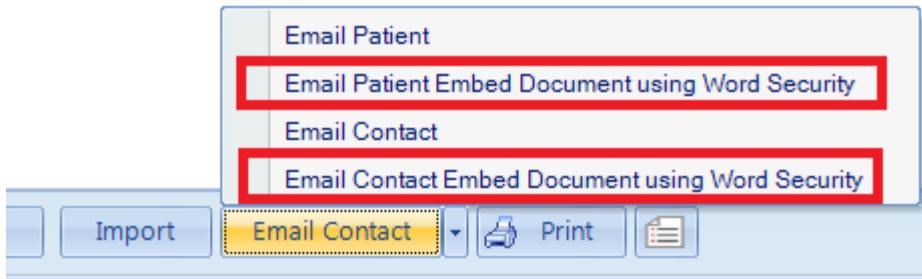 Email Patient
Email Patient Embed Document using Word Security
Email Contact
Email Contact Embed Document using Word Security
Import Email Contact Print